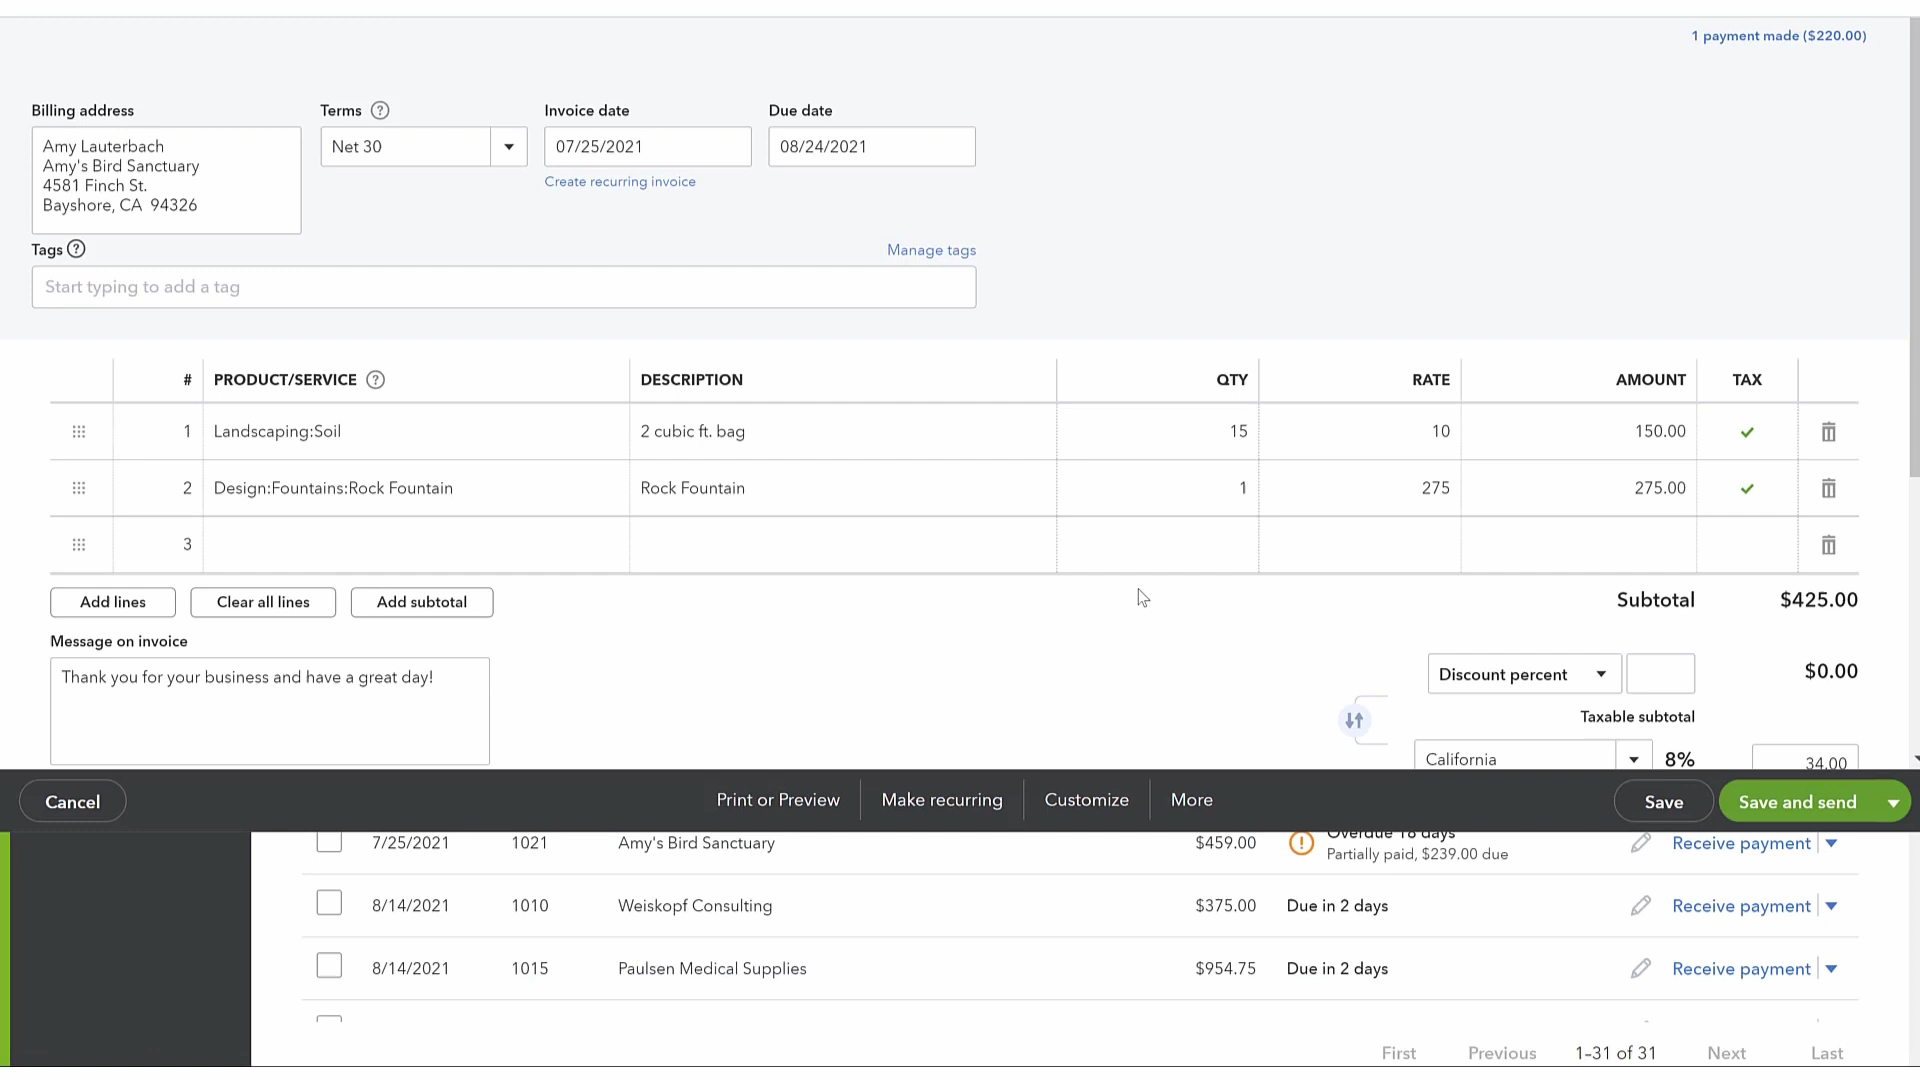 1 payment made ($220.00)
Billing address
Terms ?
Invoice date
Due date
Amy Lauterbach
Amy's Bird Sanctuary
4581 Finch St.
Bayshore, CA 94326
Net 30
07/25/2021
08/24/2021
Create recurring invoice
Tags ?
Manage tags
Start typing to add a tag
# PRODUCT/SERVICE ? DESCRIPTION QTY RATE AMOUNT TAX
1 Landscaping:Soil 2 cubic ft. bag 15 10 150.00
2 Design:Fountains:Rock Fountain Rock Fountain 1 275 275.00
3
Add lines Clear all lines Add subtotal
Subtotal $425.00
Message on invoice
Thank you for your business and have a great day!
Discount percent $0.00
Taxable subtotal
California 8% 34.00
Cancel Print or Preview Make recurring Customize More Save Save and send
7/25/2021 1021 Amy's Bird Sanctuary $459.00 ! Overdue 18 days
Partially paid, $239.00 due
Receive payment
8/14/2021 1010 Weiskopf Consulting $375.00 Due in 2 days Receive payment
8/14/2021 1015 Paulsen Medical Supplies $954.75 Due in 2 days Receive payment
First Previous 1-31 of 31 Next Last